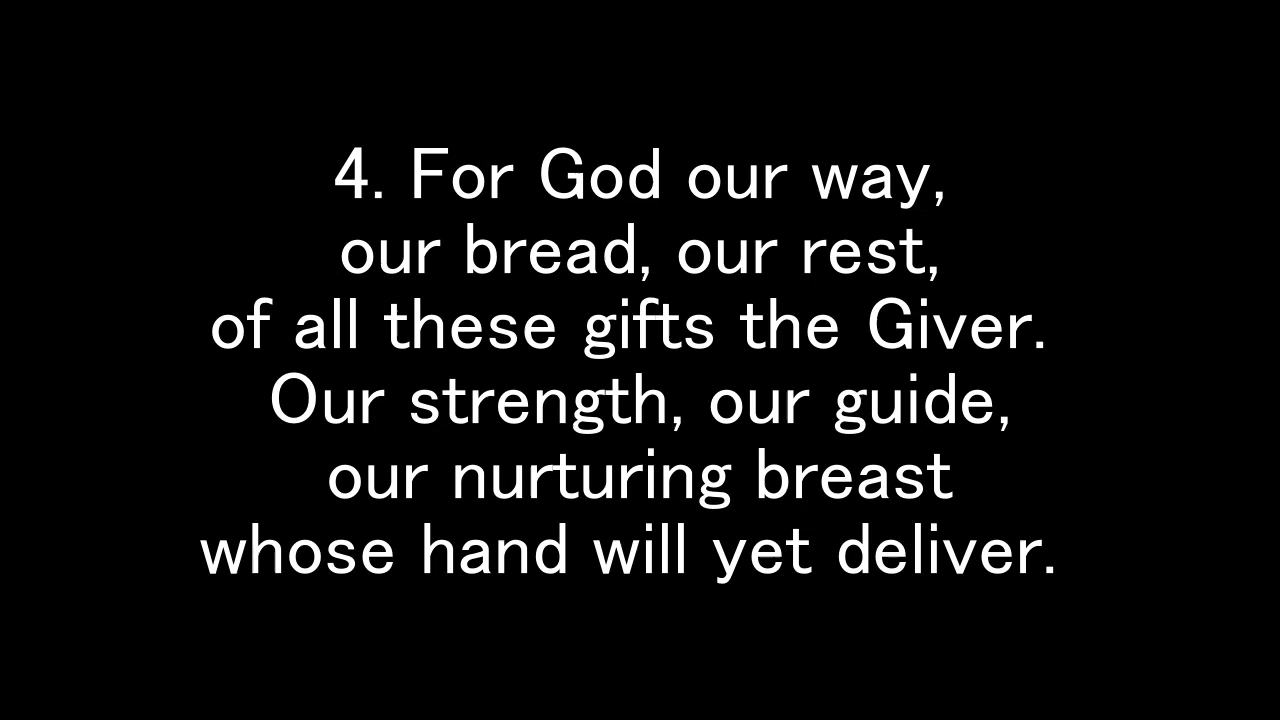 4. For God our way,
our bread, our rest,
of all these gifts the Giver.
Our strength, our guide,
our nurturing breast
whose hand will yet deliver.